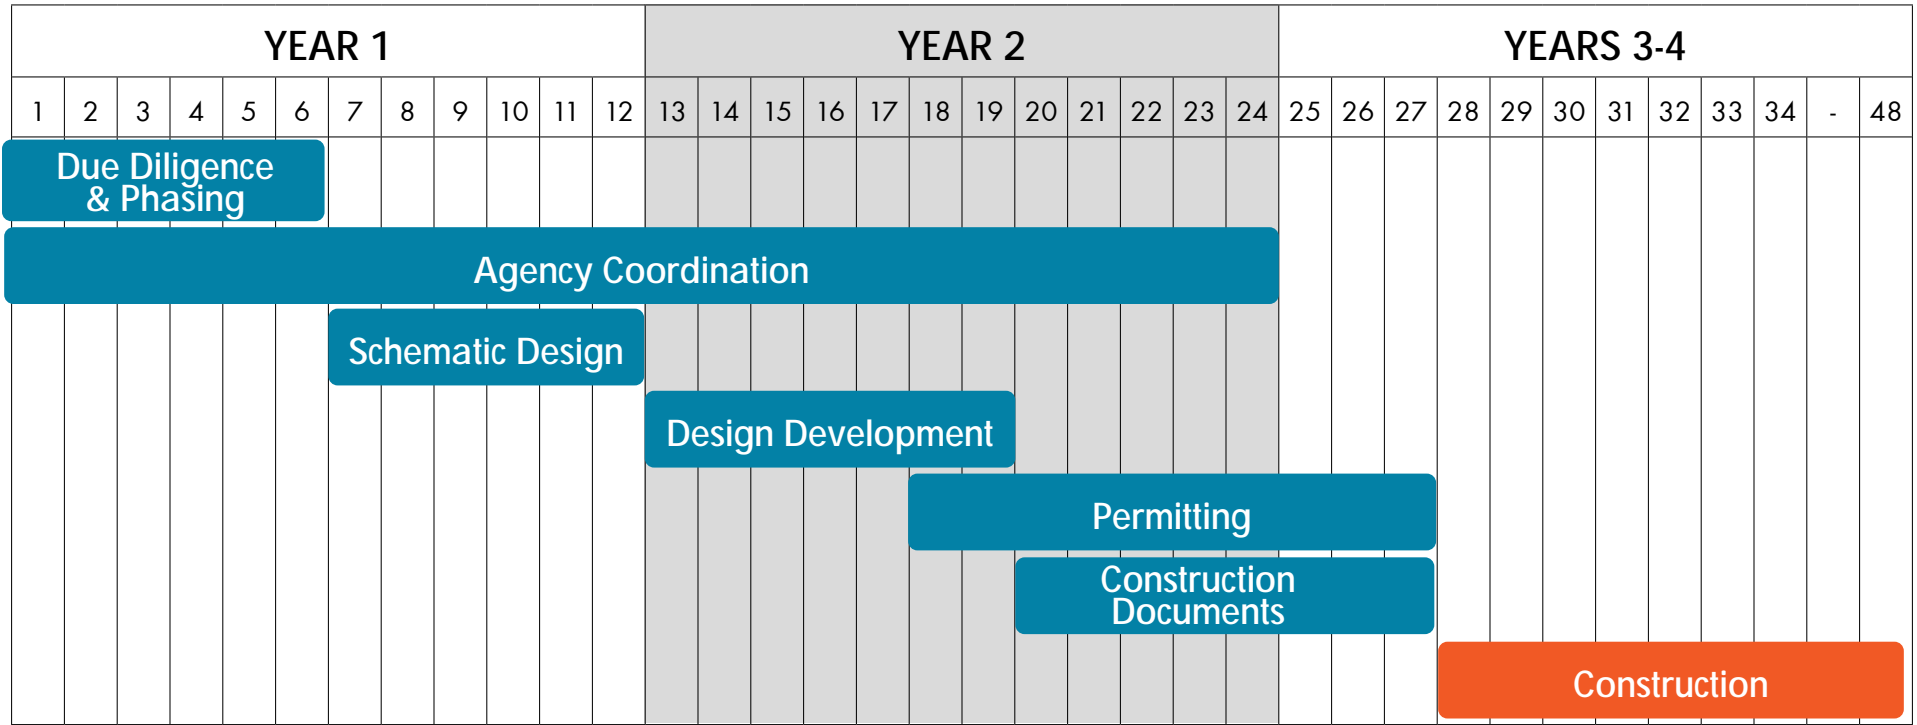 YEAR 1 YEAR 2 YEARS 3-4
1 2 3 4 5 6 7 8 9 10 11 12 13 14 15 16 17 18 19 20 21 22 23 24 25 26 27 28 29 30 31 32 33 34 - 48
Due Diligence
& Phasing
Agency Coordination
Schematic Design
Design Development
Permitting
Construction
Documents
Construction